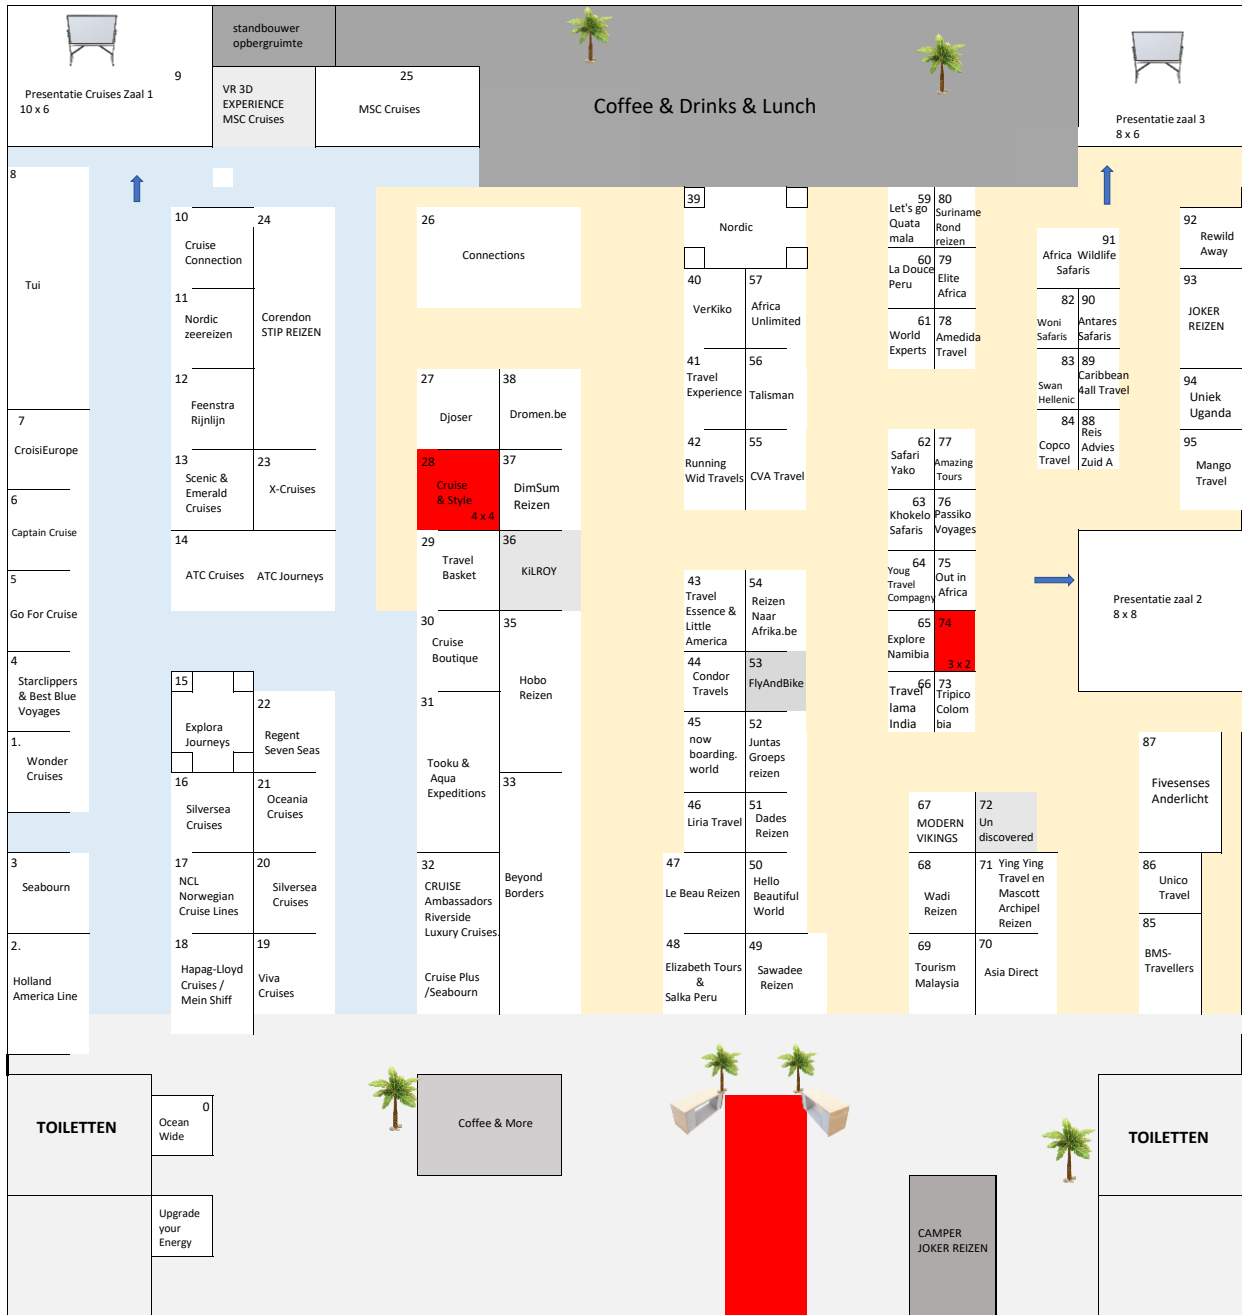 standbouwer
opbergruimte
9
Presentatie Cruises Zaal 1
10 x 6
VR 3D
EXPERIENCE
MSC Cruises
25
MSC Cruises
Coffee & Drinks & Lunch
Presentatie zaal 3
8 x 6
8
Tui
7
CroisiEurope
6
Captain Cruise
5
Go For Cruise
4
Starclippers
& Best Blue
Voyages
1.
Wonder
Cruises
3
Seabourn
2.
Holland
America Line
10
Cruise
Connection
11
Nordic
zeereizen
12
Feenstra
Rijnlijn
13
Scenic &
Emerald
Cruises
24
Corendon
STIP REIZEN
23
X-Cruises
14
ATC Cruises ATC Journeys
15
Explora
Journeys
22
Regent
Seven Seas
16
Silversea
Cruises
21
Oceania
Cruises
17
NCL
Norwegian
Cruise Lines
20
Silversea
Cruises
18
Hapag-Lloyd
Cruises /
Mein Shiff
19
Viva
Cruises
26
Connections
27
Djoser
38
Dromen.be
28
Cruise
& Style
4 x 4
37
DimSum
Reizen
29
Travel
Basket
36
KiLROY
30
Cruise
Boutique
35
Hobo
Reizen
31
Tooku &
Aqua
Expeditions
33
Beyond
Borders
32
CRUISE
Ambassadors
Riverside
Luxury Cruises.
Cruise Plus
/Seabourn
39
Nordic
40
VerKiko
57
Africa
Unlimited
41
Travel
Experience
56
Talisman
42
Running
Wid Travels
55
CVA Travel
43
Travel
Essence &
Little
America
54
Reizen
Naar
Afrika.be
44
Condor
Travels
53
FlyAndBike
45
now
boarding.
world
52
Juntas
Groeps
reizen
46
Liria Travel
51
Dades
Reizen
47
Le Beau Reizen
50
Hello
Beautiful
World
48
Elizabeth Tours
&
Salka Peru
49
Sawadee
Reizen
59
Let's go
Quata
mala
80
Suriname
Rond
reizen
60
La Douce
Peru
79
Elite
Africa
61
World
Experts
78
Amedida
Travel
62
Safari
Yako
77
Amazing
Tours
63
Khokelo
Safaris
76
Passiko
Voyages
64
Youg
Travel
Compagny
75
Out in
Africa
65
Explore
Namibia
74
3 x 2
66
Travel
lama
India
73
Tripico
Colom
bia
67
MODERN
VIKINGS
72
Un
discovered
68
Wadi
Reizen
71
Ying Ying
Travel en
Mascott
Archipel
Reizen
69
Tourism
Malaysia
70
Asia Direct
91
Africa Wildlife
Safaris
82
Woni
Safaris
90
Antares
Safaris
83
Swan
Hellenic
89
Caribbean
4all Travel
84
Copco
Travel
88
Reis
Advies
Zuid A
92
Rewild
Away
93
JOKER
REIZEN
94
Uniek
Uganda
95
Mango
Travel
Presentatie zaal 2
8 x 8
87
Fivesenses
Anderlicht
86
Unico
Travel
85
BMS-
Travellers
TOILETTEN
0
Ocean
Wide
Upgrade
your
Energy
Coffee & More
CAMPER
JOKER REIZEN
TOILETTEN